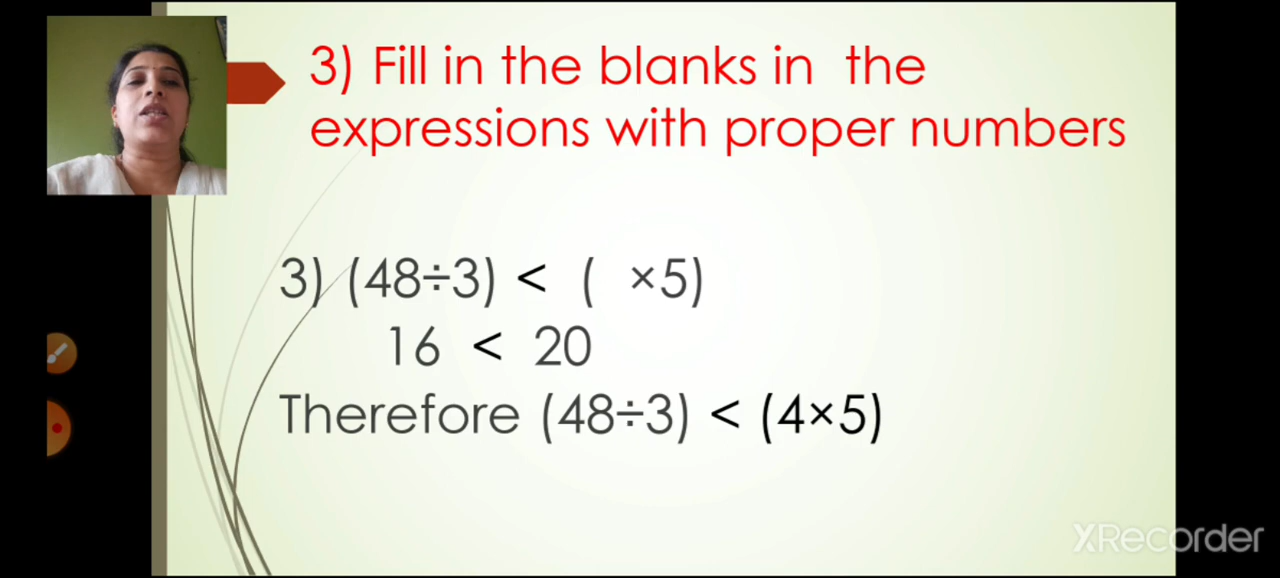 3) Fill in the blanks in the
expressions with proper numbers
3) (48÷3) < ( ×5)
16 < 20
Therefore (48÷3) < (4×5)
XRecorder